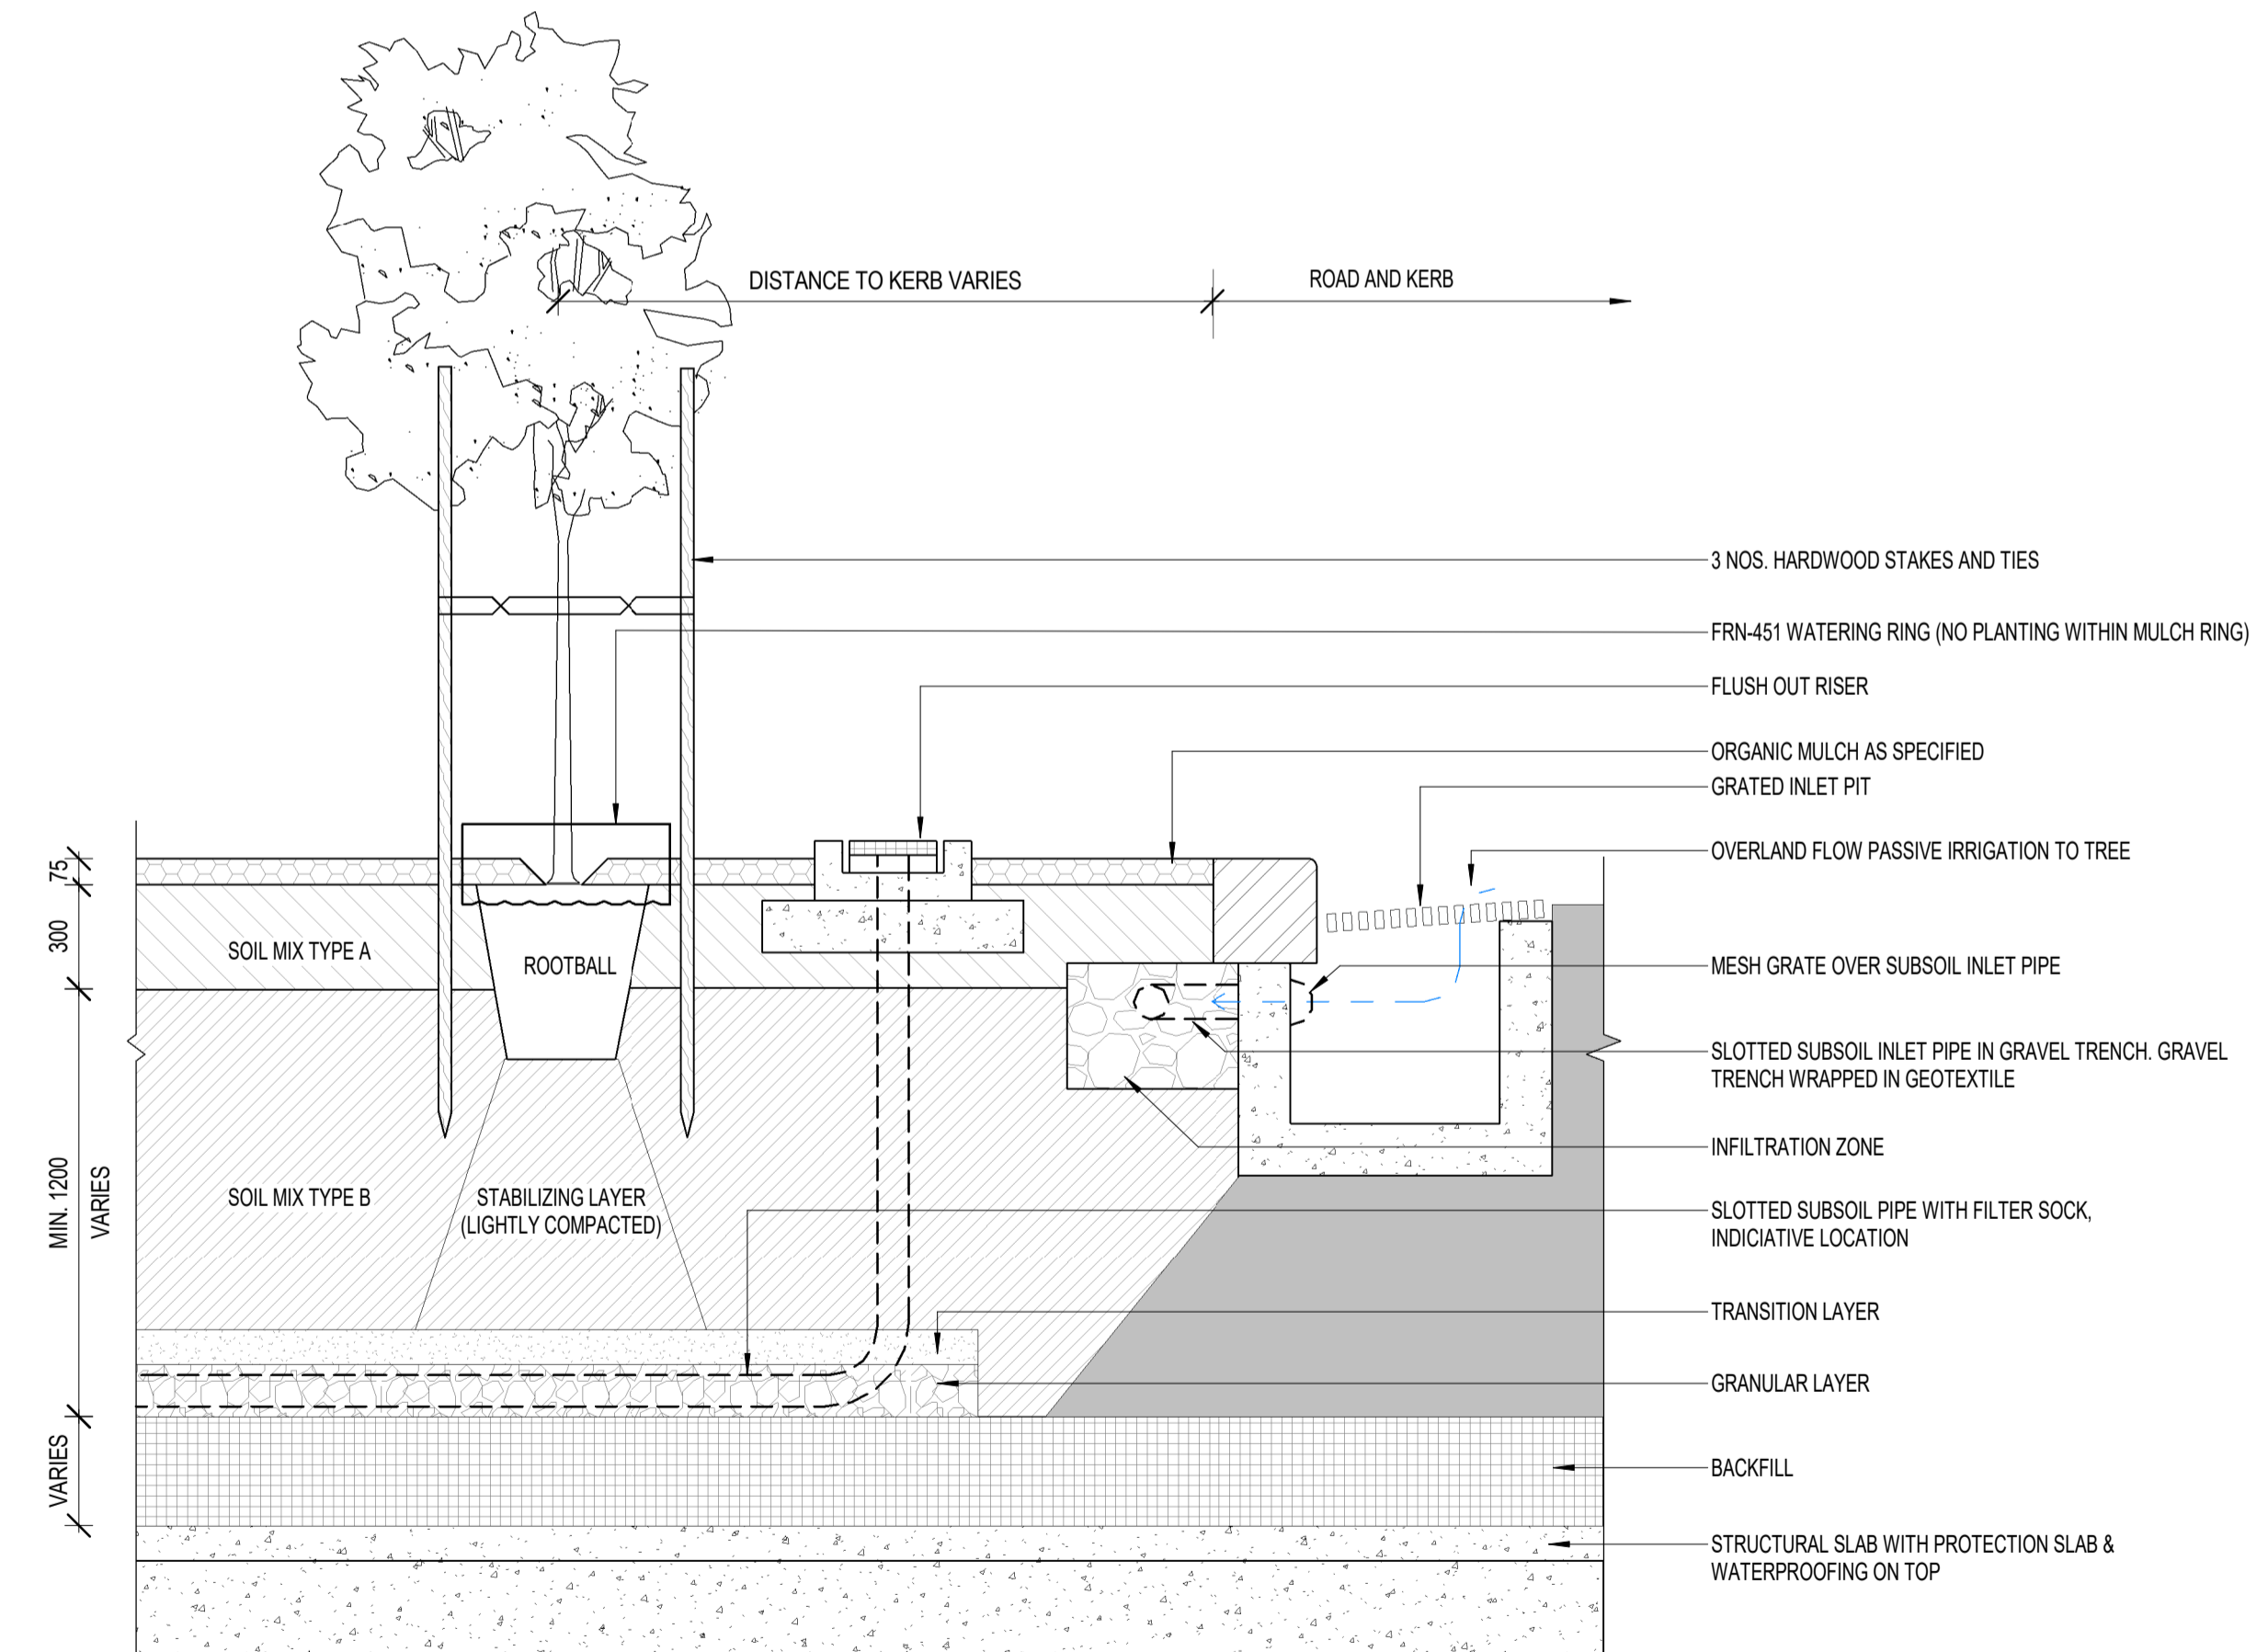 DISTANCE TO KERB VARIES
ROAD AND KERB
3 NOS. HARDWOOD STAKES AND TIES
FRN-451 WATERING RING (NO PLANTING WITHIN MULCH RING)
FLUSH OUT RISER
ORGANIC MULCH AS SPECIFIED
GRATED INLET PIT
OVERLAND FLOW PASSIVE IRRIGATION TO TREE
75
300
SOIL MIX TYPE A
ROOTBALL
MESH GRATE OVER SUBSOIL INLET PIPE
SLOTTED SUBSOIL INLET PIPE IN GRAVEL TRENCH. GRAVEL
TRENCH WRAPPED IN GEOTEXTILE
INFILTRATION ZONE
MIN. 1200
VARIES
SOIL MIX TYPE B
STABILIZING LAYER
(LIGHTLY COMPACTED)
SLOTTED SUBSOIL PIPE WITH FILTER SOCK,
INDICIATIVE LOCATION
TRANSITION LAYER
GRANULAR LAYER
VARIES
BACKFILL
STRUCTURAL SLAB WITH PROTECTION SLAB &
WATERPROOFING ON TOP